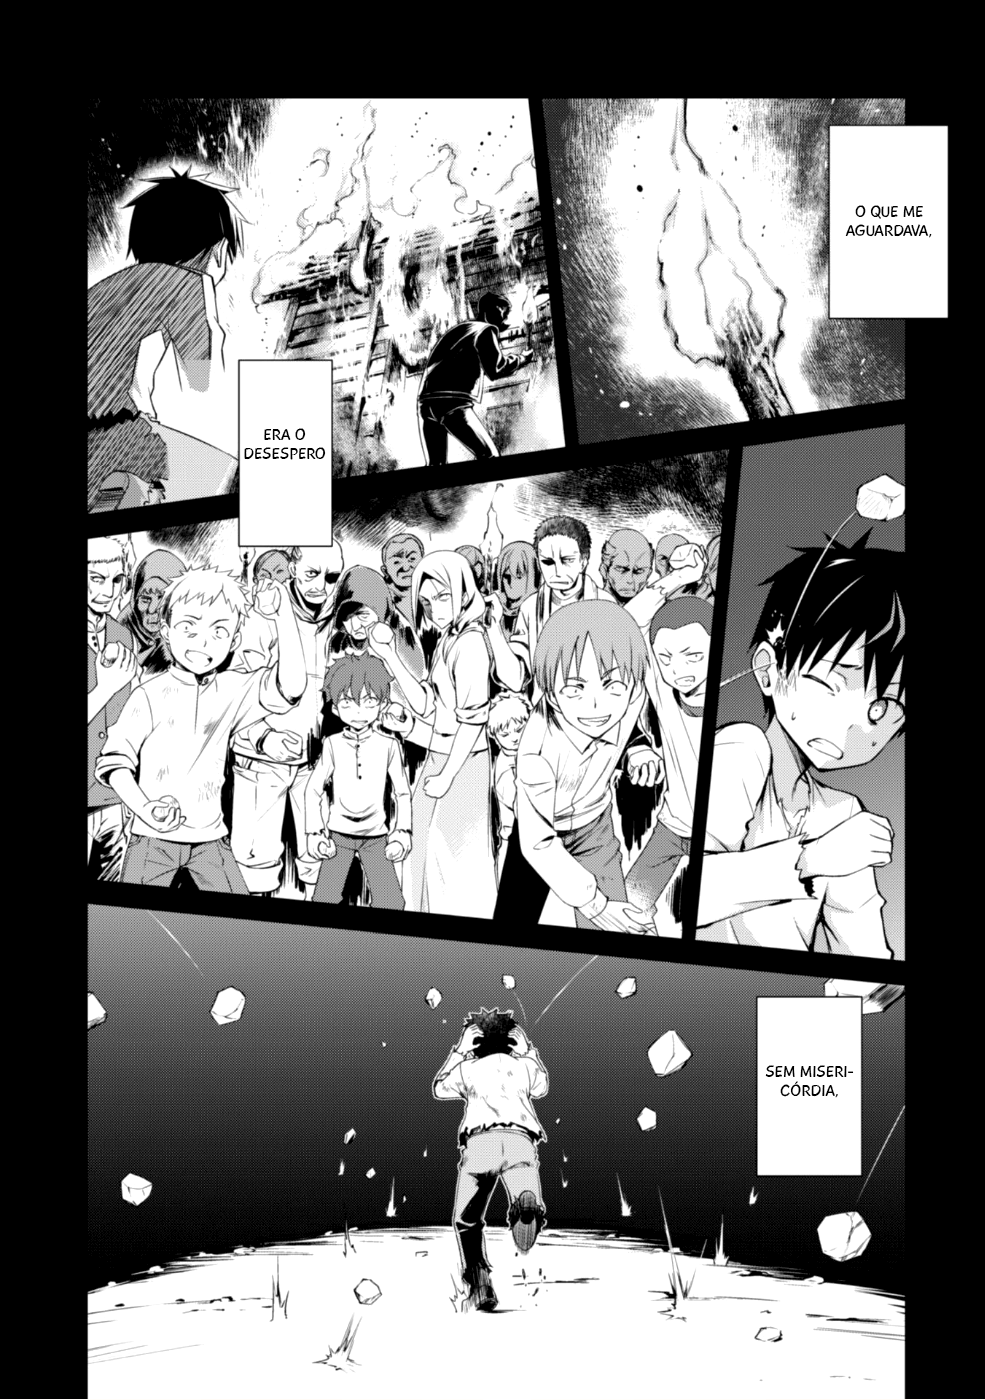 O QUE ME
AGUARDAVA,
ERA O
DESESPERO
SEM MISERI-
CÓRDIA,